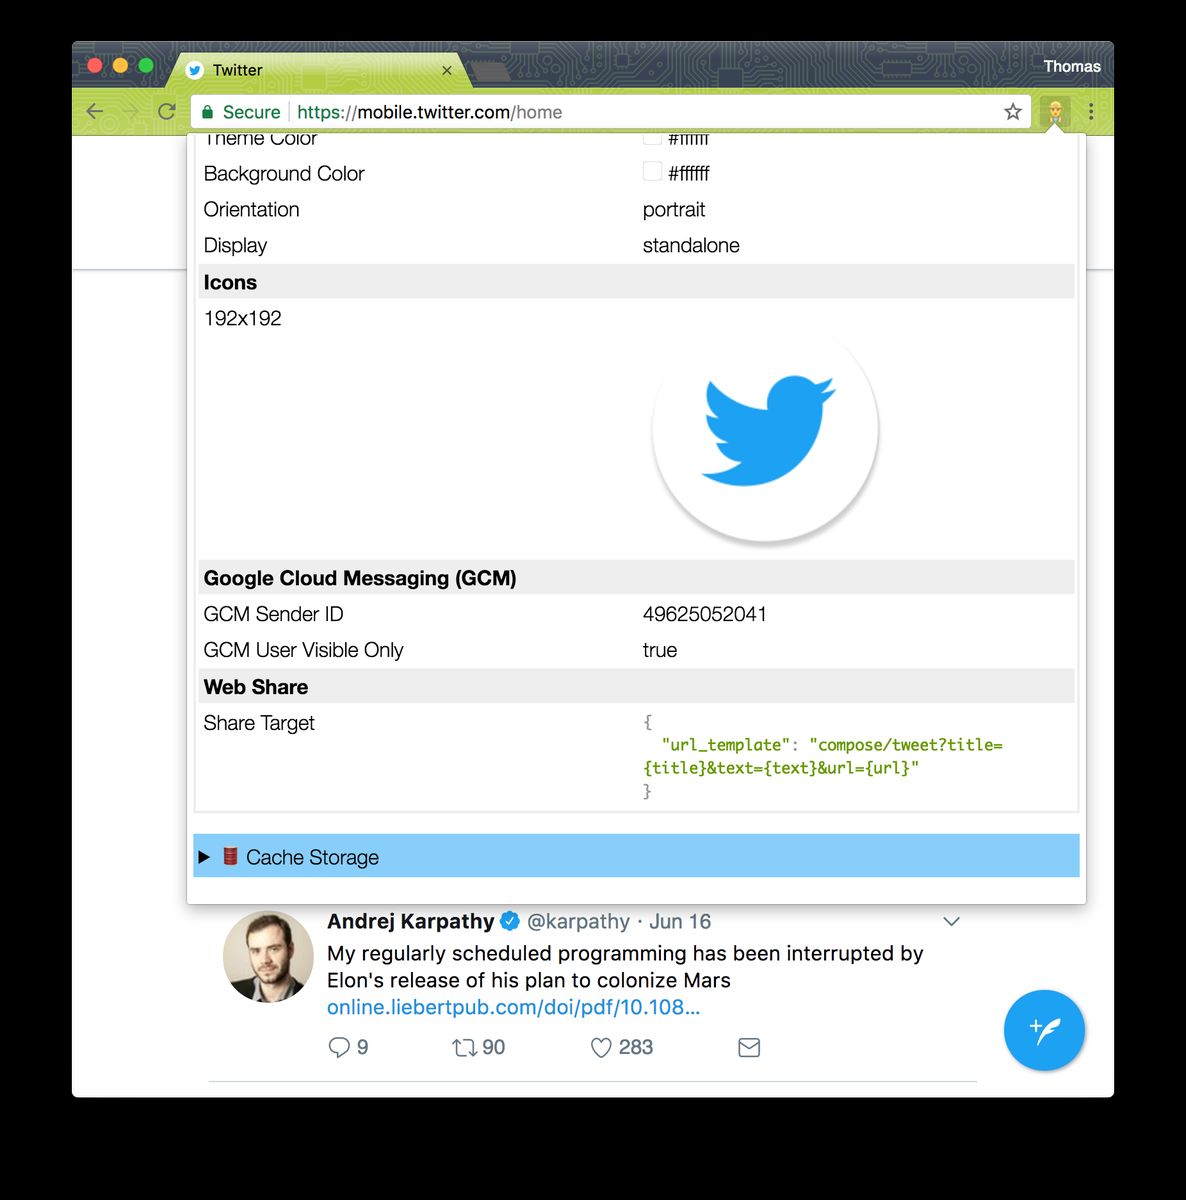 Twitter
Thomas
Secure https://mobile.twitter.com/home
Theme Color #ffffff
Background Color #ffffff
Orientation portrait
Display standalone
Icons
192x192
Google Cloud Messaging (GCM)
GCM Sender ID 49625052041
GCM User Visible Only true
Web Share
Share Target {
"url_template": "compose/tweet?title=
{title}&text={text}&url={url}"
}
Cache Storage
Andrej Karpathy @karpathy · Jun 16
My regularly scheduled programming has been interrupted by
Elon's release of his plan to colonize Mars
online.liebertpub.com/doi/pdf/10.108...
9 90 283